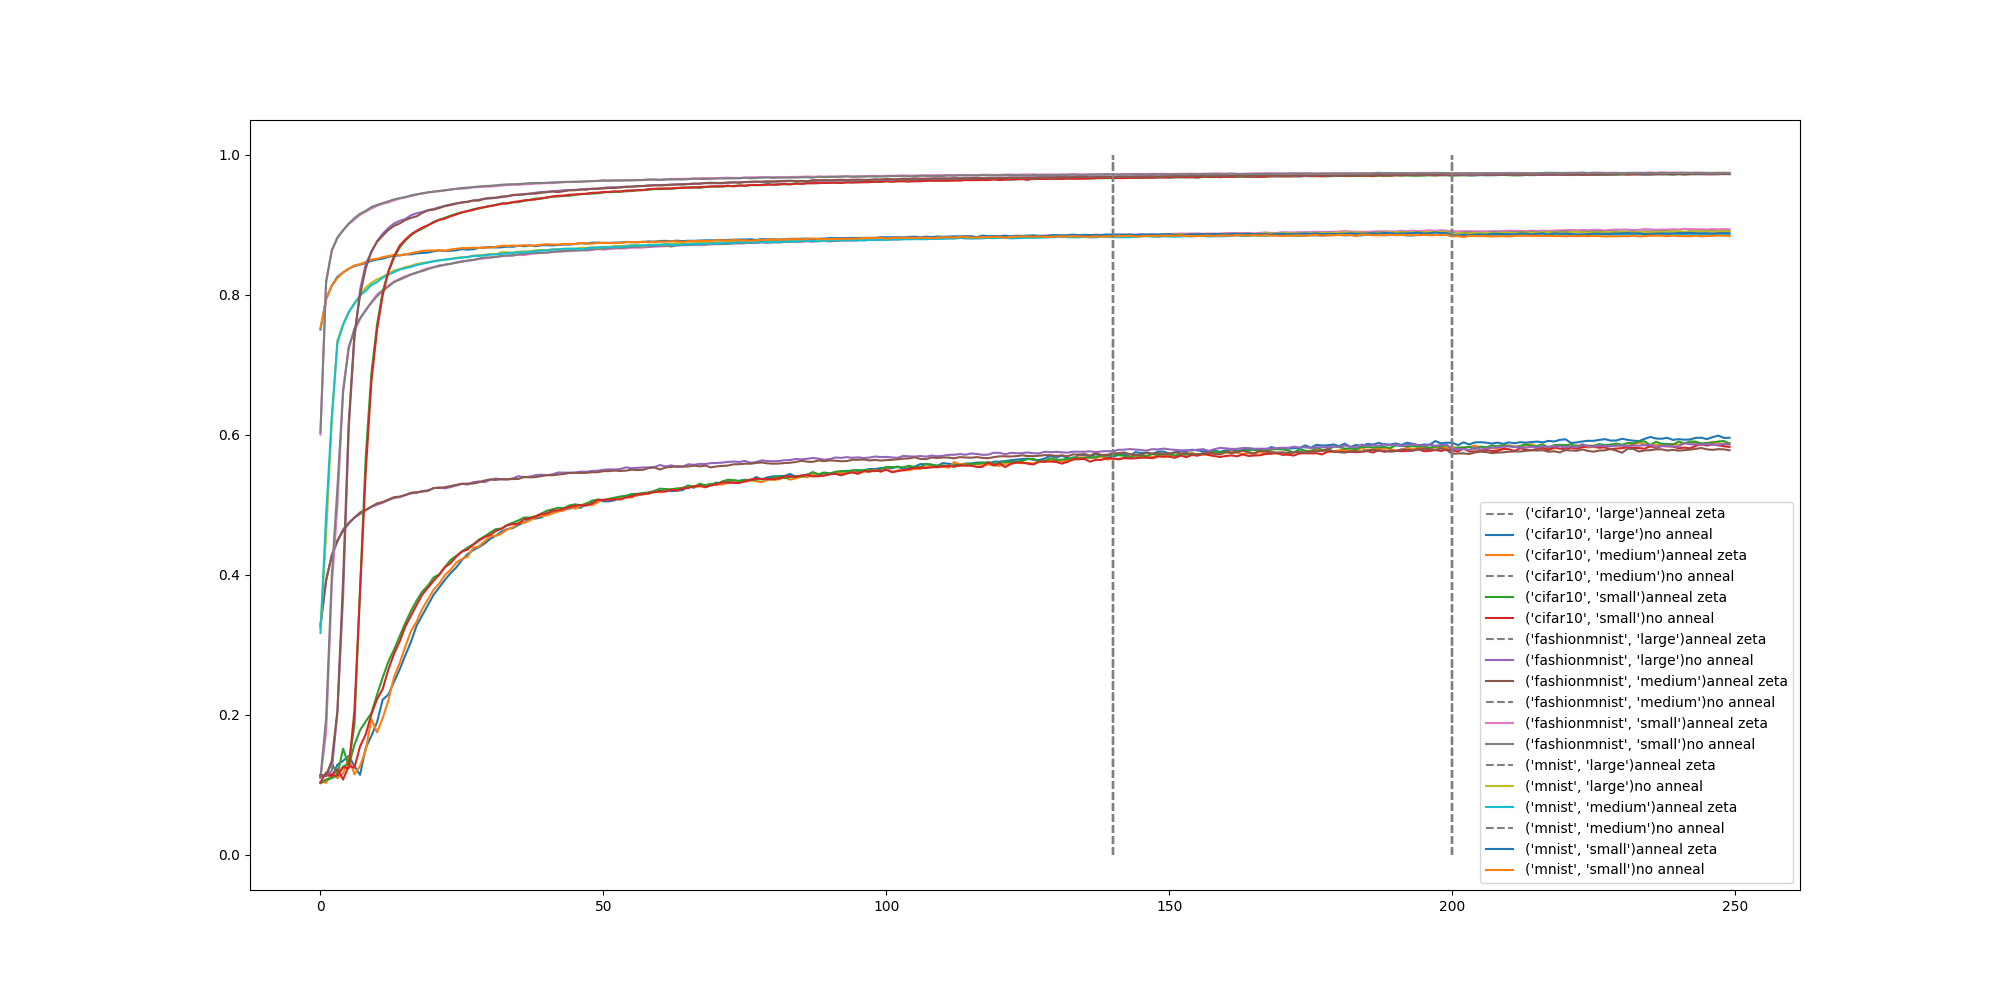 1.0
0.8
0.6
0.4
0.2
0.0
0
50
100
150
200
250
('cifar10', 'large')anneal zeta
('cifar10', 'large')no anneal
('cifar10', 'medium')anneal zeta
('cifar10', 'medium')no anneal
('cifar10', 'small')anneal zeta
('cifar10', 'small')no anneal
('fashionmnist', 'large')anneal zeta
('fashionmnist', 'large')no anneal
('fashionmnist', 'medium')anneal zeta
('fashionmnist', 'medium')no anneal
('fashionmnist', 'small')anneal zeta
('fashionmnist', 'small')no anneal
('mnist', 'large')anneal zeta
('mnist', 'large')no anneal
('mnist', 'medium')anneal zeta
('mnist', 'medium')no anneal
('mnist', 'small')anneal zeta
('mnist', 'small')no anneal